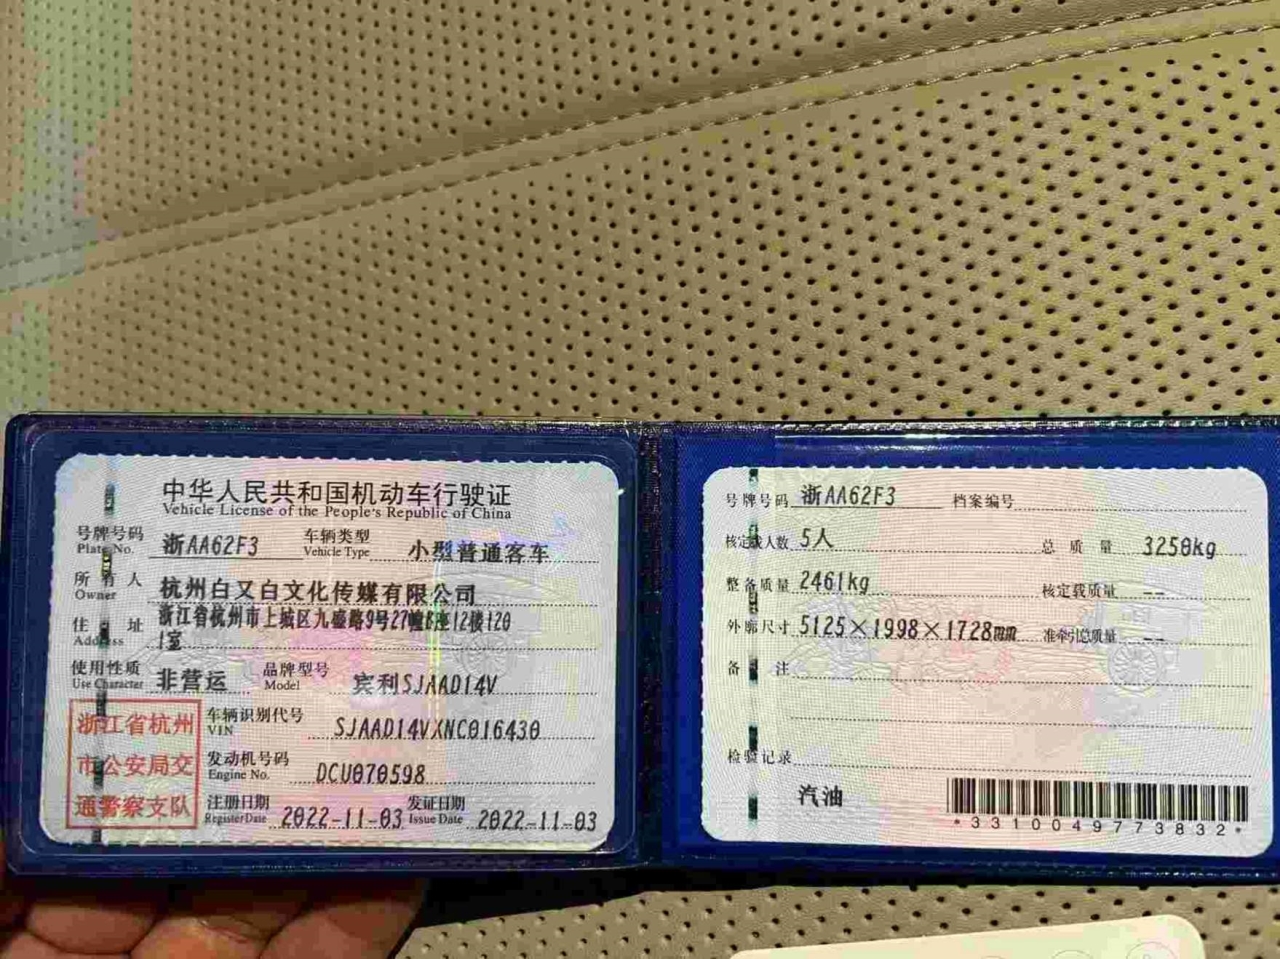 中华人民共和国机动车行驶证
Vehicle License of the People's Republic of China
号牌号码 浙AA62F3 车辆类型 小型普通客车
Plate No. Vehicle Type
所有人 杭州白又白文化传媒有限公司
Owner
住址 浙江省杭州市上城区九盛路9号27幢B座12楼120
Address 1室
使用性质 非营运 品牌型号 宾利SJAAD14V
Use Character Model
浙江省杭州
市公安局交
通警察支队
车辆识别代号 SJAAD14VXNC016430
VIN
发动机号码 DCU070598
Engine No.
注册日期 2022-11-03 发证日期 2022-11-03
Register Date Issue Date
号牌号码 浙AA62F3 档案编号
核定载人数 5人 总质量 3250kg
整备质量 2461kg 核定载质量 --
外廓尺寸 5125×1998×1728mm 准牵引总质量 --
备注
检验记录
汽油
*3310049773832*